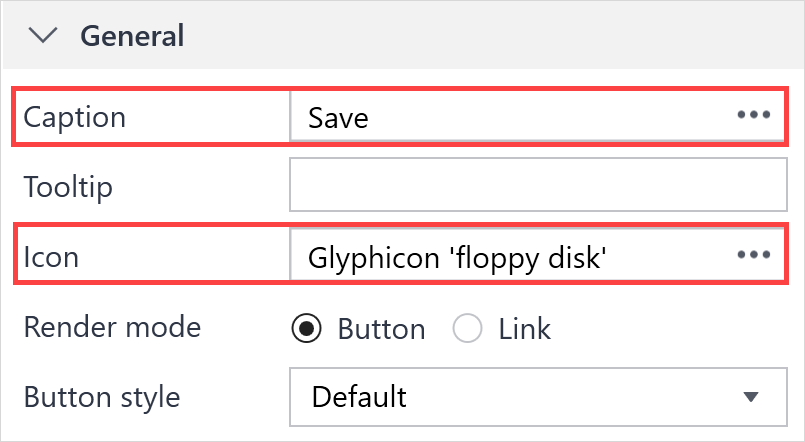 General
Caption Save
Tooltip
Icon Glyphicon 'floppy disk'
Render mode Button Link
Button style Default